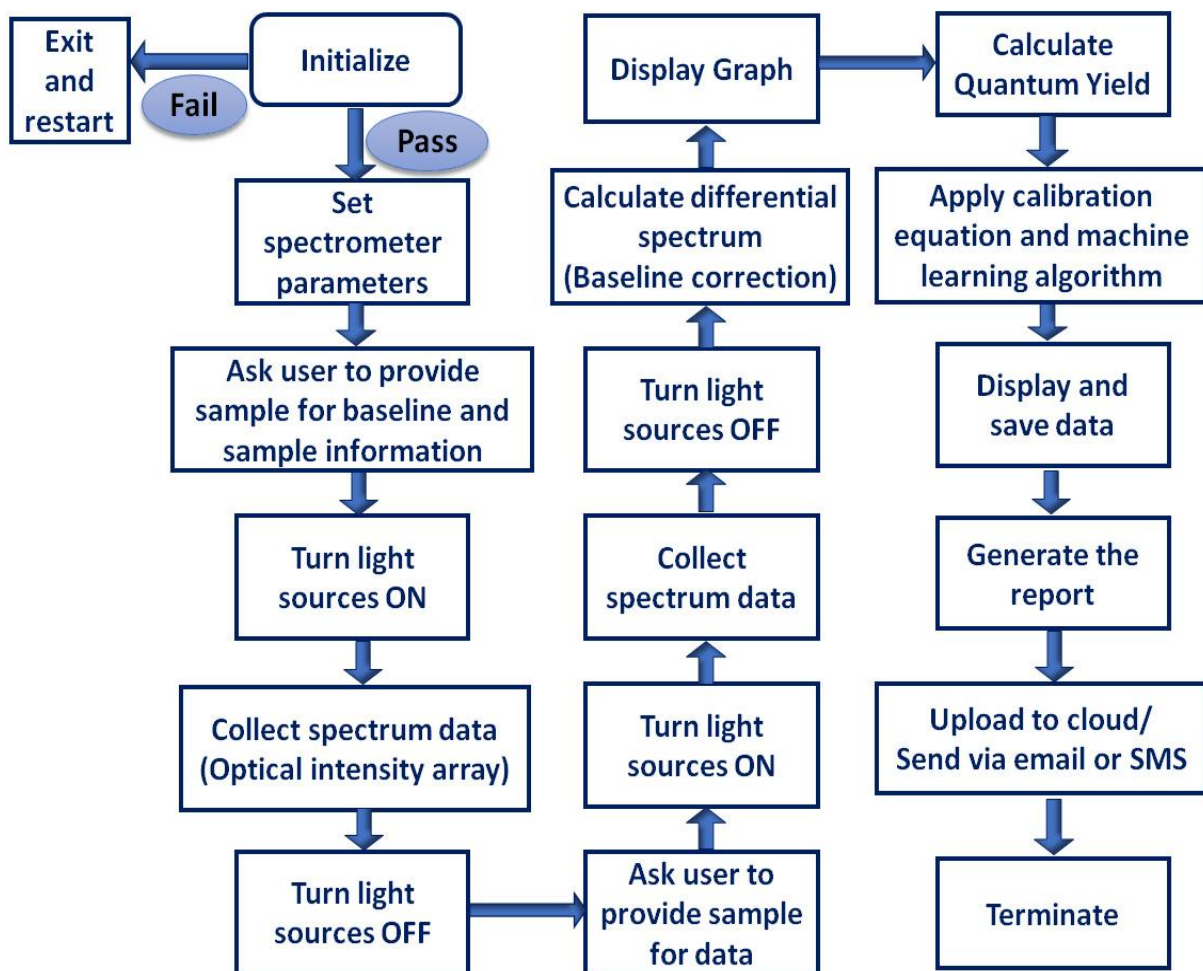 Exit
and
restart
Fail
Initialize
Pass
Set
spectrometer
parameters
Ask user to provide
sample for baseline and
sample information
Turn light
sources ON
Collect spectrum data
(Optical intensity array)
Turn light
sources OFF
Ask user to
provide sample
for data
Turn light
sources ON
Collect
spectrum data
Turn light
sources OFF
Calculate differential
spectrum
(Baseline correction)
Display Graph
Calculate
Quantum Yield
Apply calibration
equation and machine
learning algorithm
Display and
save data
Generate the
report
Upload to cloud/
Send via email or SMS
Terminate